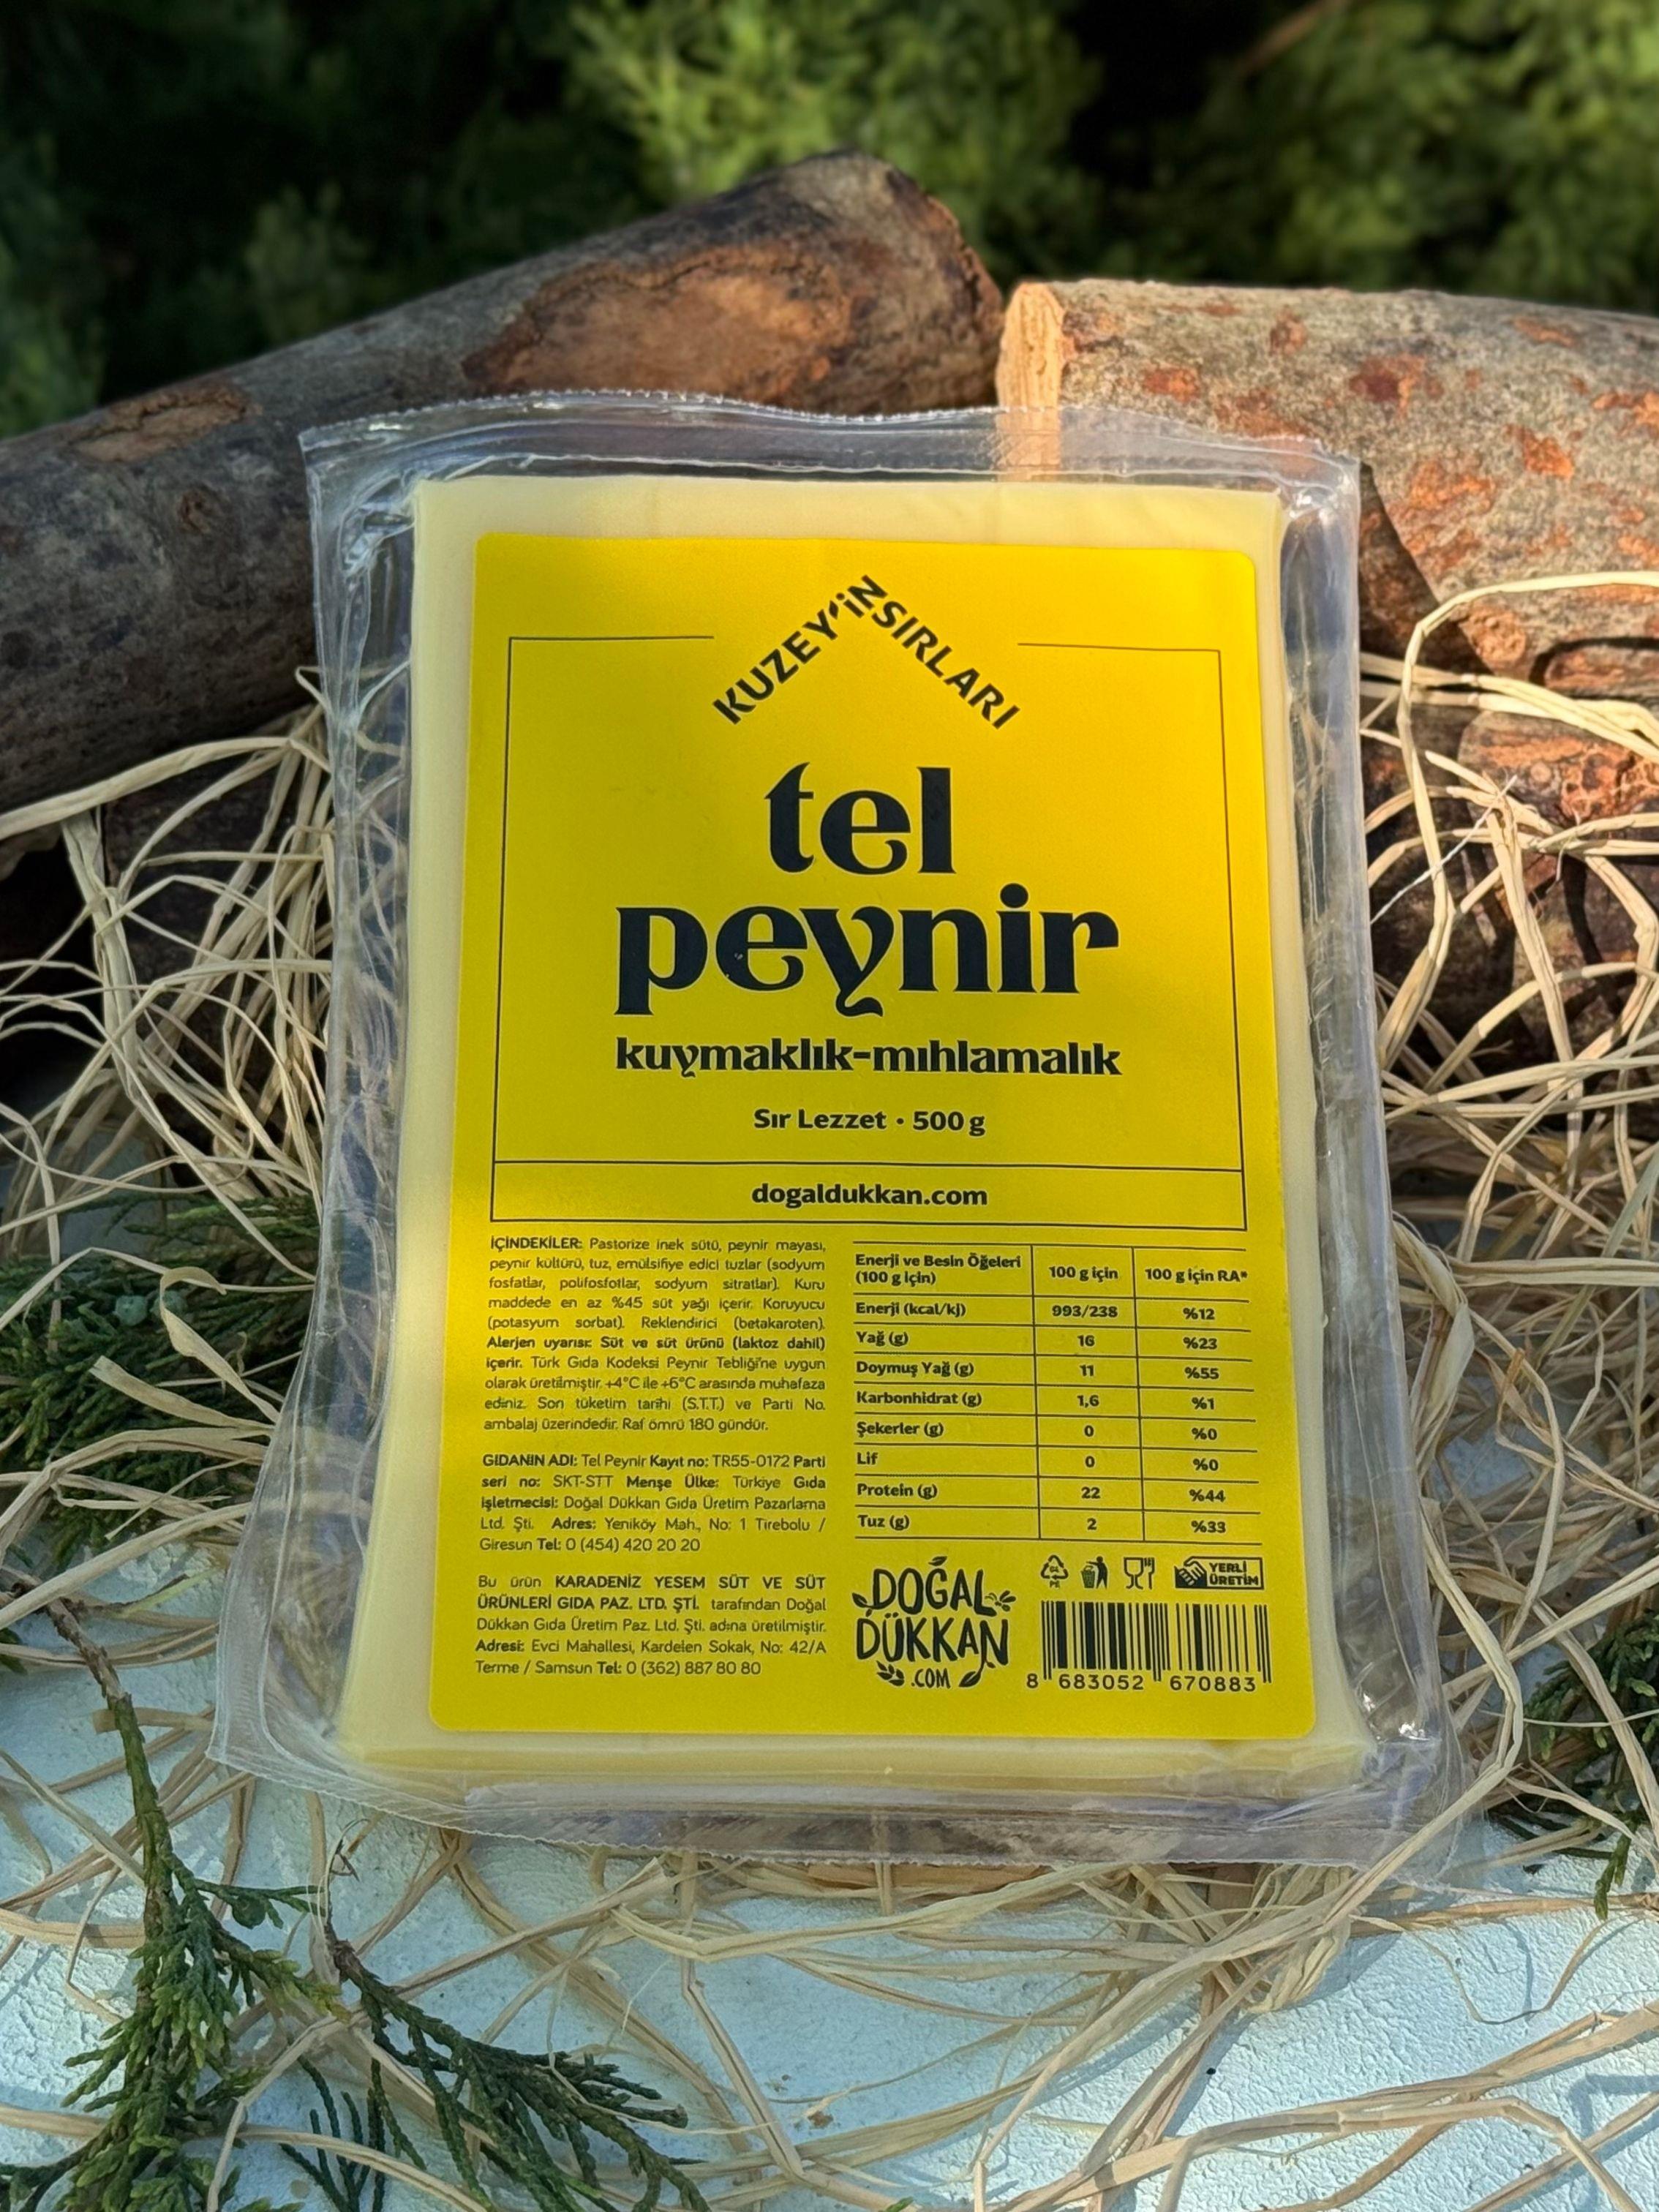 KUZEY'iN SIRLARI
tel
peynir
kuymaklık-mıhlamalık
Sır Lezzet • 500 g
dogaldukkan.com
İÇİNDEKİLER: Pastorize inek sütü, peynir mayası,
peynir kültürü, tuz, emülsifiye edici tuzlar (sodyum
fosfatlar, polifosfotlar, sodyum sitratlar). Kuru
maddede en az %45 süt yağı içerir. Koruyucu
(potasyum sorbat). Reklendirici (betakaroten).
Alerjen uyarısı: Süt ve süt ürünü (laktoz dahil)
içerir. Türk Gıda Kodeksi Peynir Tebliği'ne uygun
olarak üretilmiştir. +4°C ile +6°C arasında muhafaza
ediniz. Son tüketim tarihi (S.T.T.) ve Parti No.
ambalaj üzerindedir. Raf ömrü 180 gündür.
GIDANIN ADI: Tel Peynir Kayıt no: TR55-0172 Parti
seri no: SKT-STT Menşe Ülke: Türkiye Gıda
işletmecisi: Doğal Dükkan Gıda Üretim Pazarlama
Ltd. Şti. Adres: Yeniköy Mah., No: 1 Tirebolu /
Giresun Tel: 0 (454) 420 20 20
Bu ürün KARADENİZ YESEM SÜT VE SÜT
ÜRÜNLERİ GIDA PAZ. LTD. ŞTİ. tarafından Doğal
Dükkan Gıda Üretim Paz. Ltd. Şti. adına üretilmiştir.
Adresi: Evci Mahallesi, Kardelen Sokak, No: 42/A
Terme / Samsun Tel: 0 (362) 887 80 80
Enerji ve Besin Öğeleri
(100 g için) 100 g için 100 g için RA*
Enerji (kcal/kj) 993/238 %12
Yağ (g) 16 %23
Doymuş Yağ (g) 11 %55
Karbonhidrat (g) 1,6 %1
Şekerler (g) 0 %0
Lif 0 %0
Protein (g) 22 %44
Tuz (g) 2 %33
DOĞAL
DÜKKAN
.COM
YERLİ
ÜRETİM
8 683052 670883